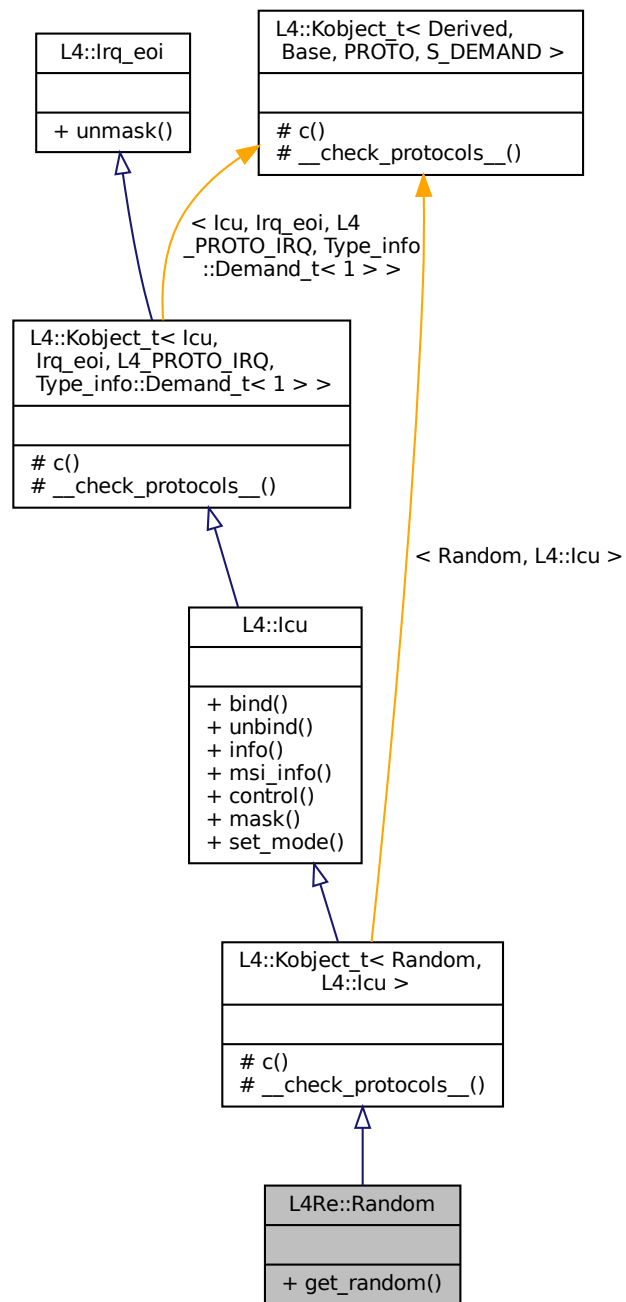 L4::Irq_eoi
+ unmask()
L4::Kobject_t< Derived,
Base, PROTO, S_DEMAND >
# c()
# __check_protocols__()
< Icu, Irq_eoi, L4
_PROTO_IRQ, Type_info
::Demand_t< 1 > >
L4::Kobject_t< Icu,
Irq_eoi, L4_PROTO_IRQ,
Type_info::Demand_t< 1 > >
# c()
# __check_protocols__()
< Random, L4::Icu >
L4::Icu
+ bind()
+ unbind()
+ info()
+ msi_info()
+ control()
+ mask()
+ set_mode()
L4::Kobject_t< Random,
L4::Icu >
# c()
# __check_protocols__()
L4Re::Random
+ get_random()